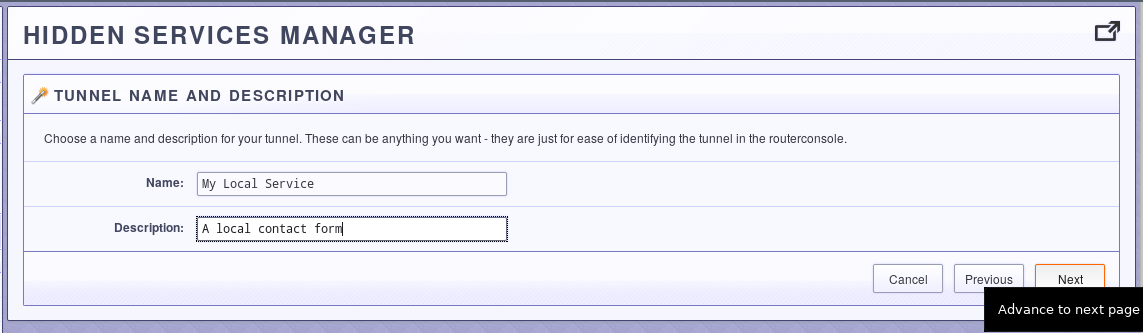 HIDDEN SERVICES MANAGER
TUNNEL NAME AND DESCRIPTION
Choose a name and description for your tunnel. These can be anything you want - they are just for ease of identifying the tunnel in the routerconsole.
Name: My Local Service
Description: A local contact form
Cancel Previous Next
Advance to next page